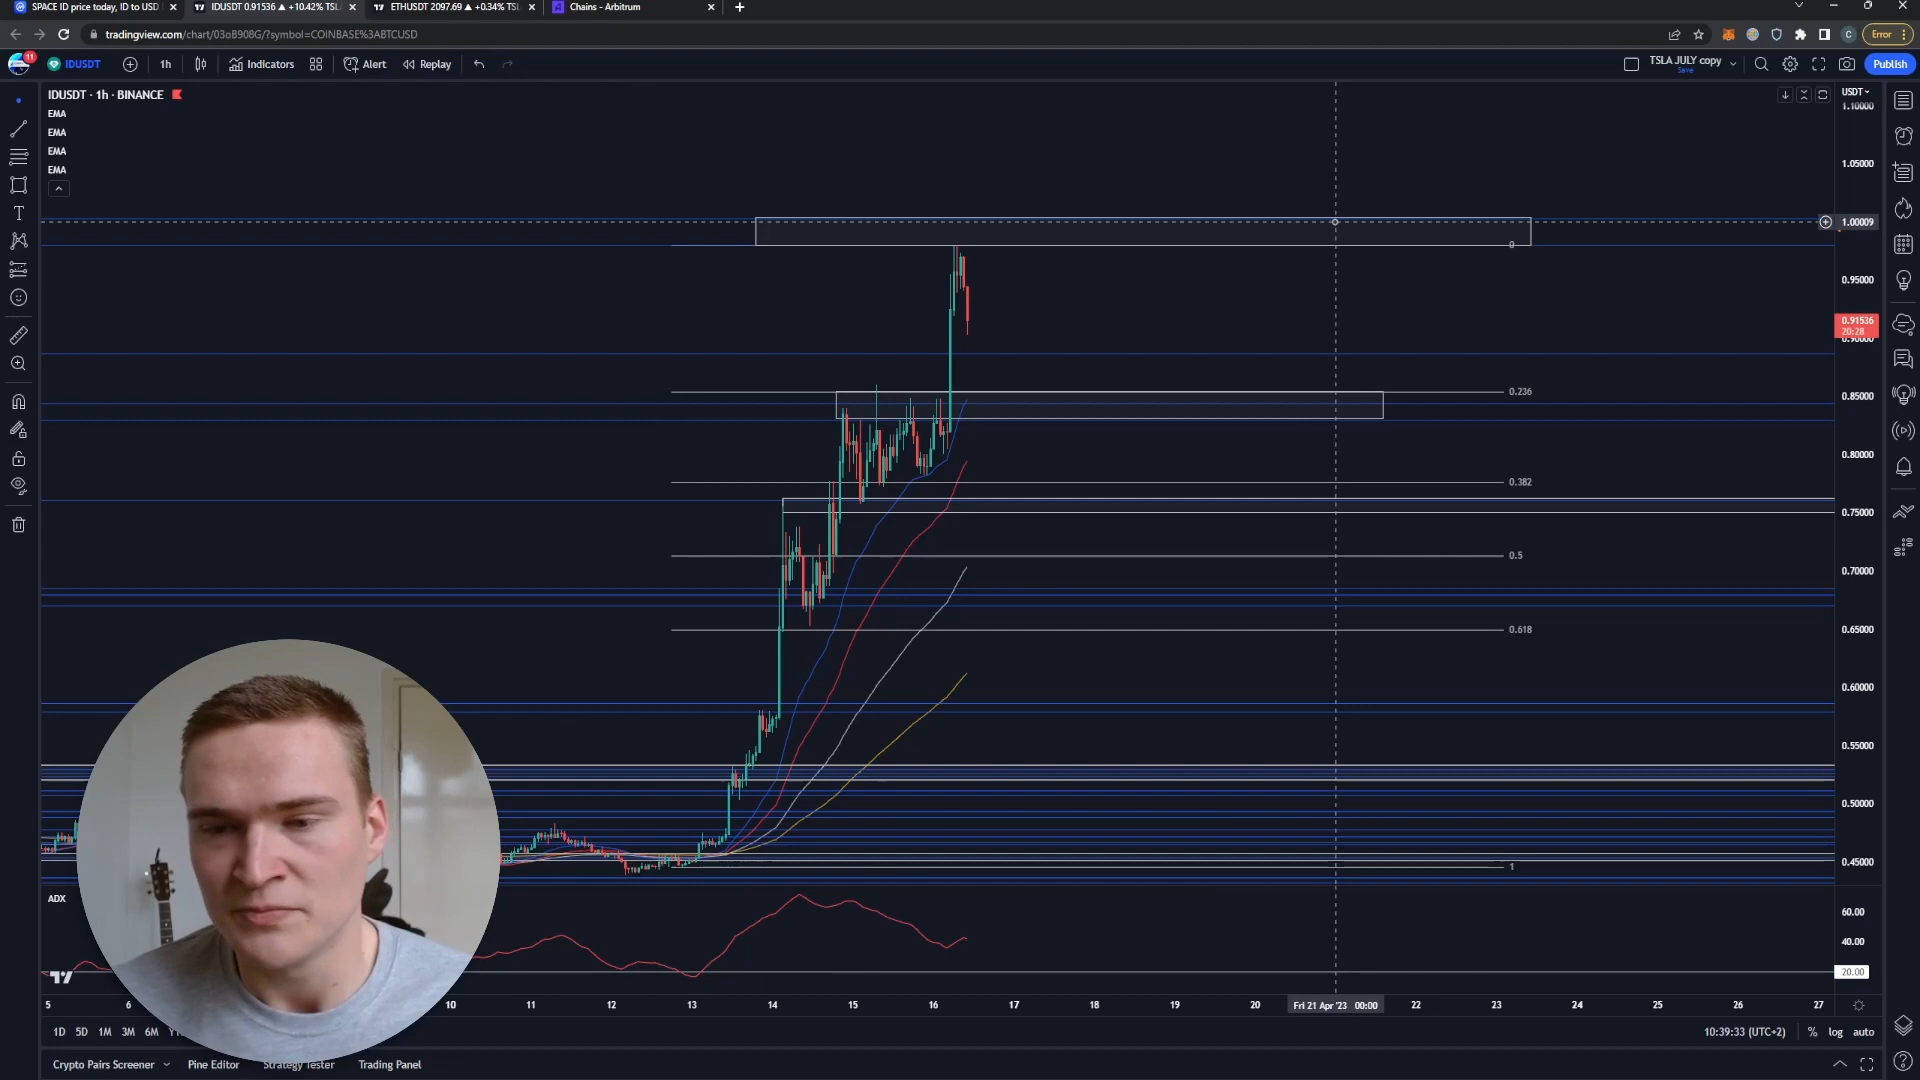 SPACE ID price today, ID to USD
IDUSDT 0.91536 ▲ +10.42% TSL
ETHUSDT 2097.69 ▲ +0.34% TSL
Chains - Arbitrum
tradingview.com/chart/03oB908G/?symbol=COINBASE%3ABTCUSD
C
Error
11
IDUSDT
1h
Indicators
Alert
Replay
TSLA JULY copy
Save
Publish
IDUSDT · 1h · BINANCE
EMA
EMA
EMA
EMA
USDT
1.10000
1.05000
1.00009
0.95000
0.91536
20:28
0.90000
0.85000
0.80000
0.75000
0.70000
0.65000
0.60000
0.55000
0.50000
0.45000
0
0.236
0.382
0.5
0.618
1
ADX
60.00
40.00
20.00
5
6
10
11
12
13
14
15
16
17
18
19
20
Fri 21 Apr '23 00:00
22
23
24
25
26
27
1D 5D 1M 3M 6M
10:39:33 (UTC+2)
% log auto
Crypto Pairs Screener
Pine Editor
Strategy Tester
Trading Panel